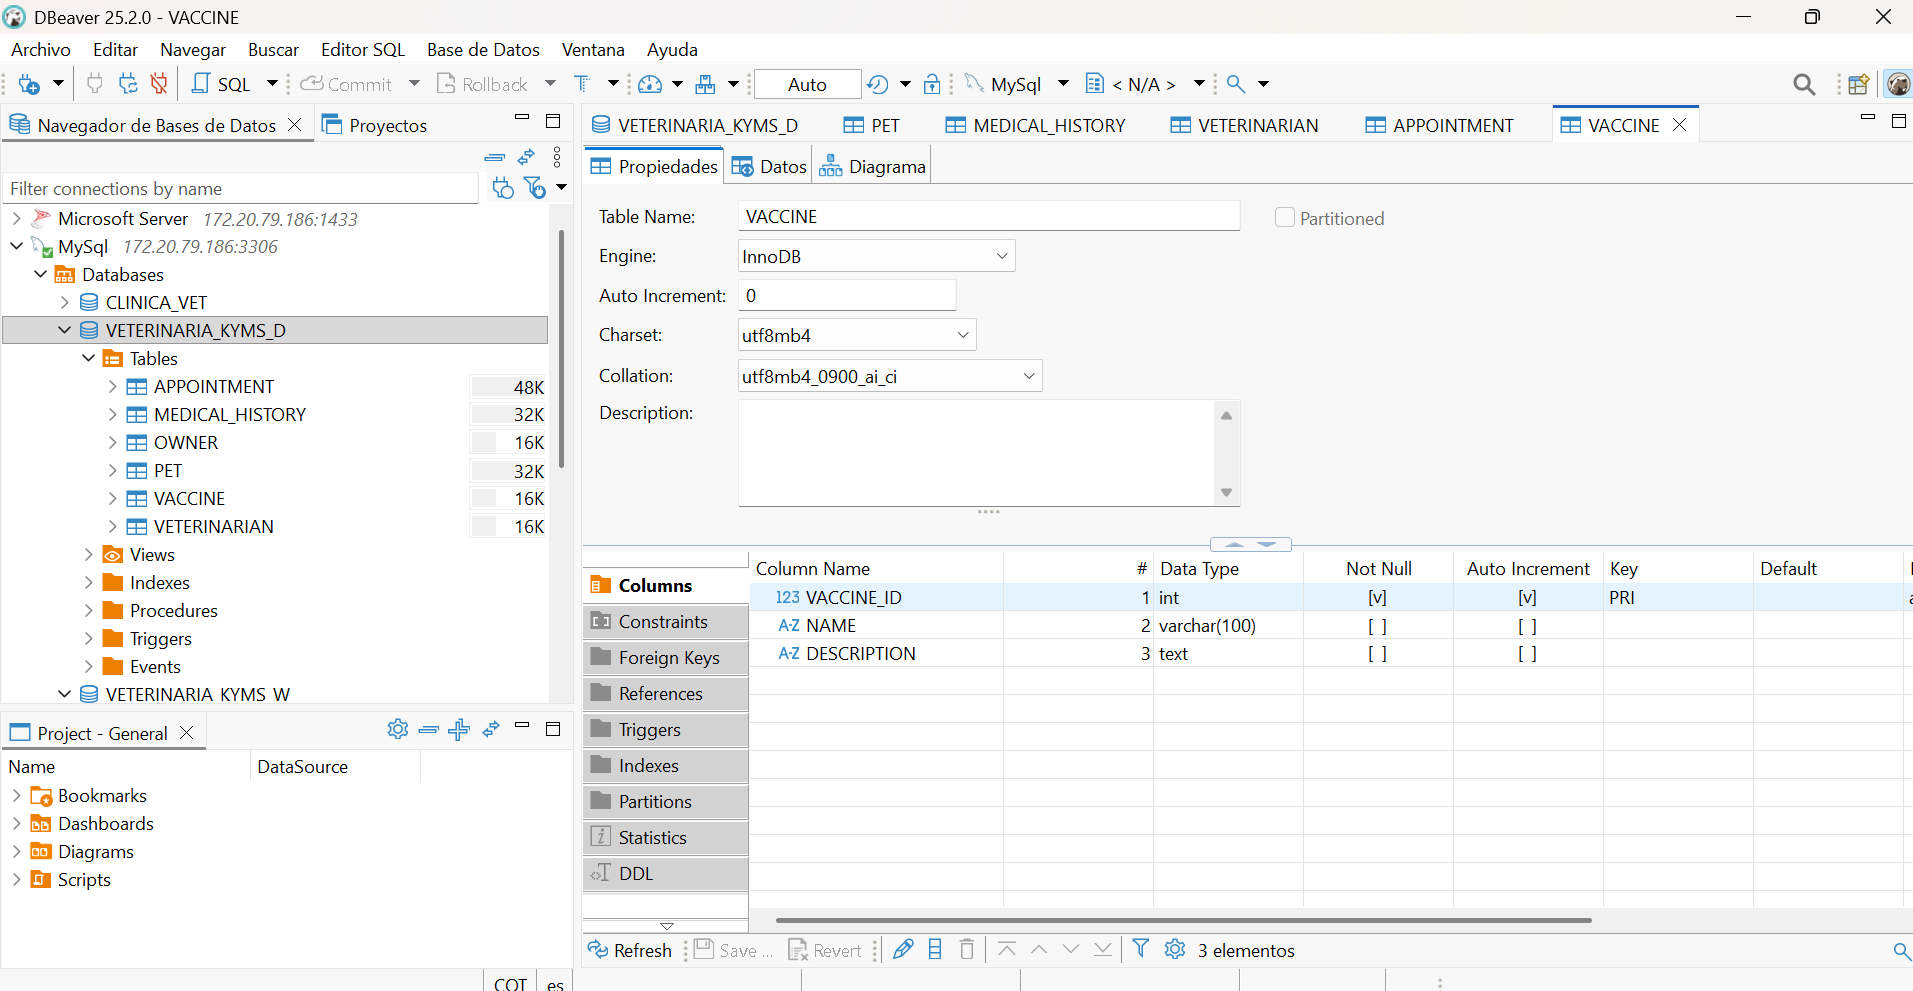 DBeaver 25.2.0 - VACCINE
Archivo Editar Navegar Buscar Editor SQL Base de Datos Ventana Ayuda
SQL Commit Rollback T Auto MySql < N/A >
Navegador de Bases de Datos Proyectos
VETERINARIA_KYMS_D PET MEDICAL_HISTORY VETERINARIAN APPOINTMENT VACCINE
Filter connections by name
Microsoft Server 172.20.79.186:1433
MySql 172.20.79.186:3306
Databases
CLINICA_VET
VETERINARIA_KYMS_D
Tables
APPOINTMENT 48K
MEDICAL_HISTORY 32K
OWNER 16K
PET 32K
VACCINE 16K
VETERINARIAN 16K
Views
Indexes
Procedures
Triggers
Events
VETERINARIA_KYMS_W
Project - General
Name DataSource
Bookmarks
Dashboards
Diagrams
Scripts
Propiedades Datos Diagrama
Table Name: VACCINE Partitioned
Engine: InnoDB
Auto Increment: 0
Charset: utf8mb4
Collation: utf8mb4_0900_ai_ci
Description:
Columns
Constraints
Foreign Keys
References
Triggers
Indexes
Partitions
Statistics
DDL
Column Name # Data Type Not Null Auto Increment Key Default
123 VACCINE_ID 1 int [v] [v] PRI
A-Z NAME 2 varchar(100) [ ] [ ]
A-Z DESCRIPTION 3 text [ ] [ ]
Refresh Save ... Revert 3 elementos
COT es